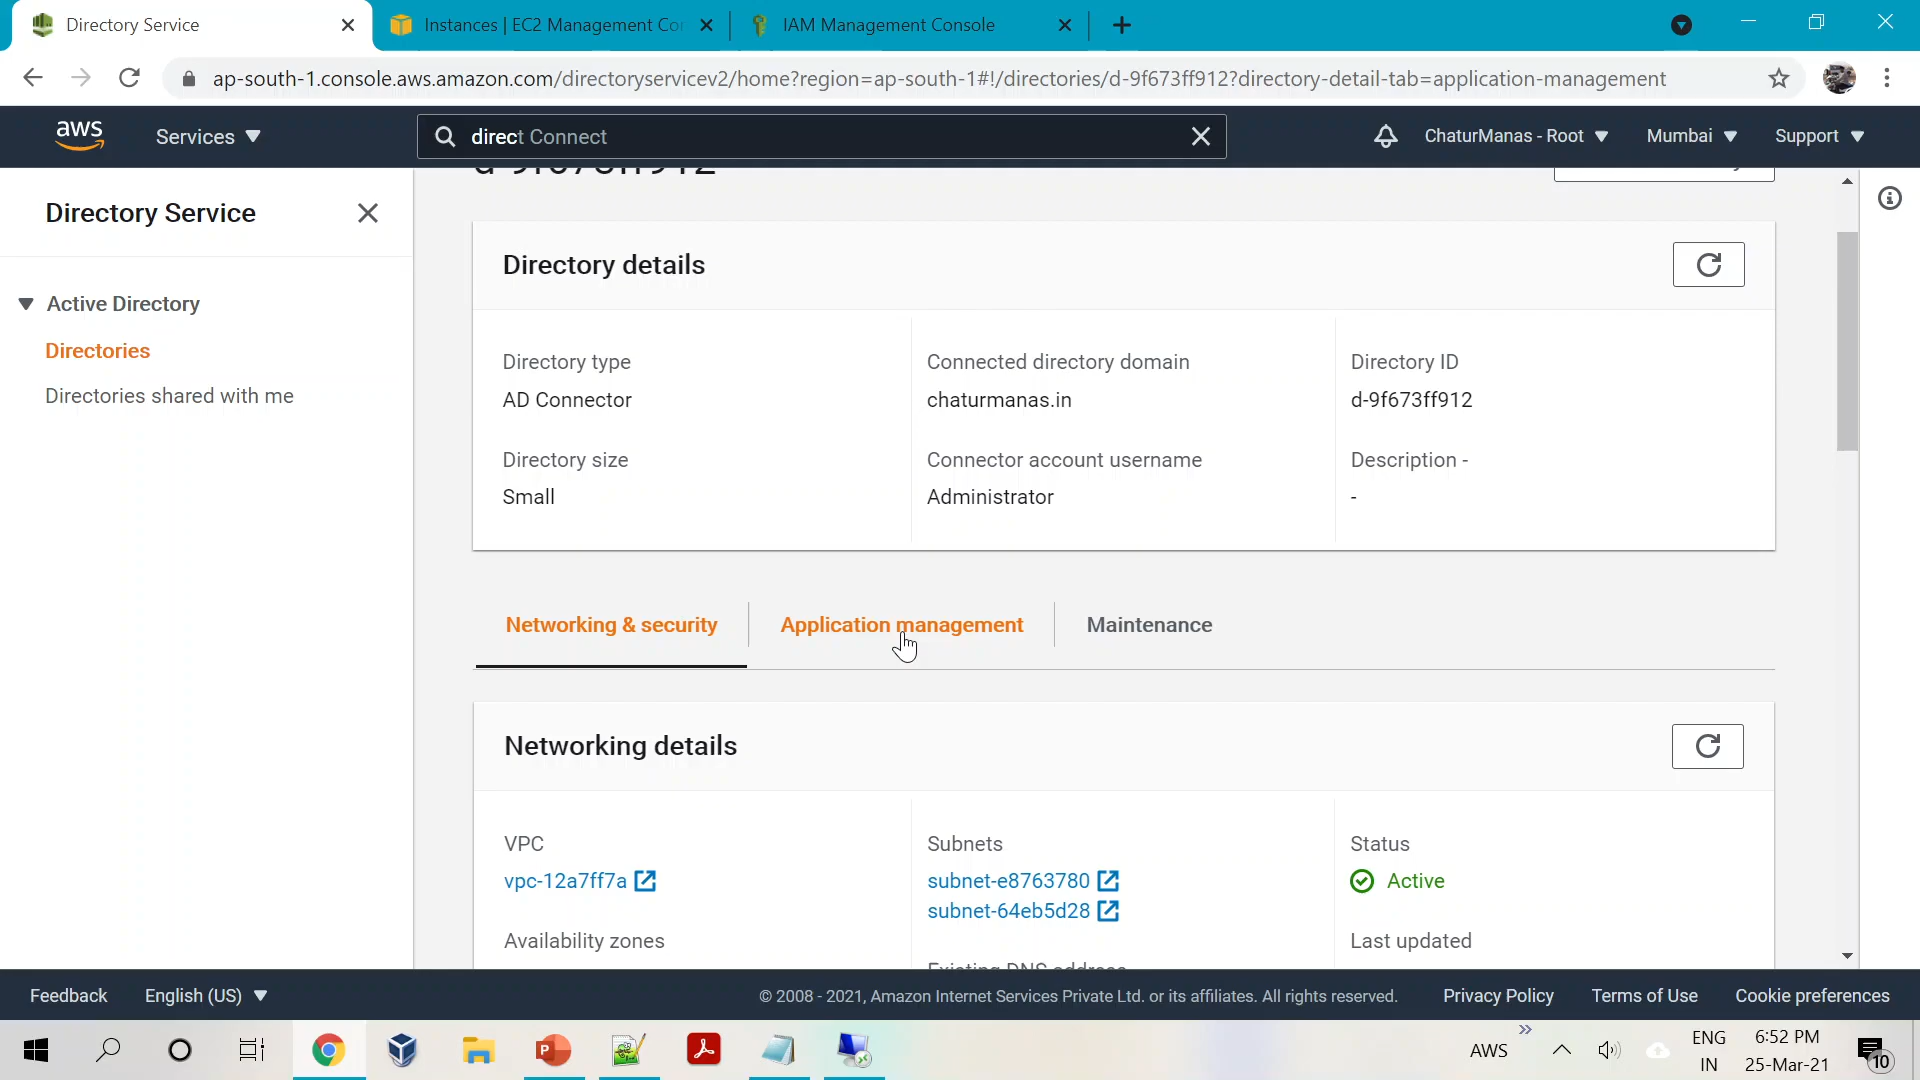 Directory Service
Instances | EC2 Management Co
IAM Management Console
ap-south-1.console.aws.amazon.com/directoryservicev2/home?region=ap-south-1#!/directories/d-9f673ff912?directory-detail-tab=application-management
aws
Services
direct Connect
ChaturManas - Root
Mumbai
Support
d-9f673ff912
Directory Service
Active Directory
Directories
Directories shared with me
Directory details
Directory type
AD Connector
Connected directory domain
chaturmanas.in
Directory ID
d-9f673ff912
Directory size
Small
Connector account username
Administrator
Description -
-
Networking & security
Application management
Maintenance
Networking details
VPC
vpc-12a7ff7a
Subnets
subnet-e8763780
subnet-64eb5d28
Status
Active
Availability zones
Existing DNS address
Last updated
Feedback
English (US)
© 2008 - 2021, Amazon Internet Services Private Ltd. or its affiliates. All rights reserved.
Privacy Policy
Terms of Use
Cookie preferences
AWS
ENG
IN
6:52 PM
25-Mar-21
10